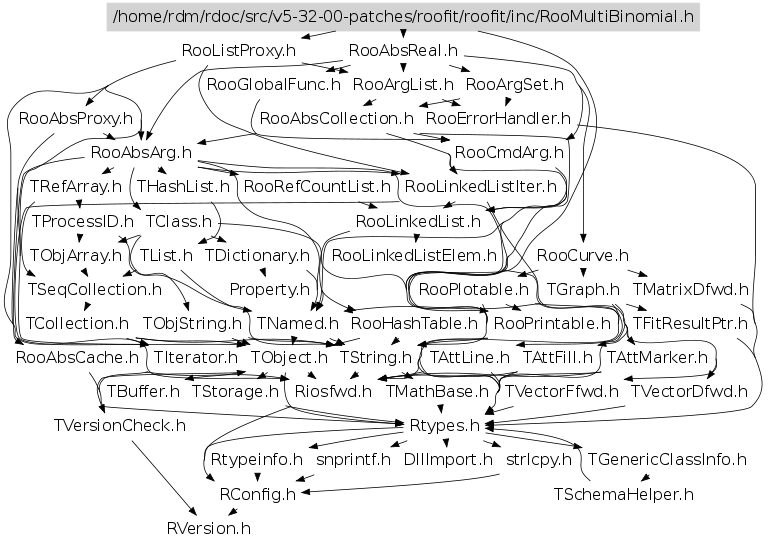 /home/rdm/rdoc/src/v5-32-00-patches/roofit/roofit/inc/RooMultiBinomial.h
RooListProxy.h RooAbsReal.h
RooGlobalFunc.h RooArgList.h RooArgSet.h
RooAbsProxy.h RooAbsCollection.h RooErrorHandler.h
RooAbsArg.h RooCmdArg.h
TRefArray.h THashList.h RooRefCountList.h RooLinkedListIter.h
TProcessID.h TClass.h RooLinkedList.h
TObjArray.h TList.h TDictionary.h RooLinkedListElem.h RooCurve.h
TSeqCollection.h Property.h RooPlotable.h TGraph.h TMatrixDfwd.h
TCollection.h TObjString.h TNamed.h RooHashTable.h RooPrintable.h TFitResultPtr.h
RooAbsCache.h TIterator.h TObject.h TString.h TAttLine.h TAttFill.h TAttMarker.h
TBuffer.h TStorage.h Riosfwd.h TMathBase.h TVectorFfwd.h TVectorDfwd.h
TVersionCheck.h Rtypes.h
Rtypeinfo.h snprintf.h DllImport.h strlcpy.h TGenericClassInfo.h
RConfig.h TSchemaHelper.h
RVersion.h